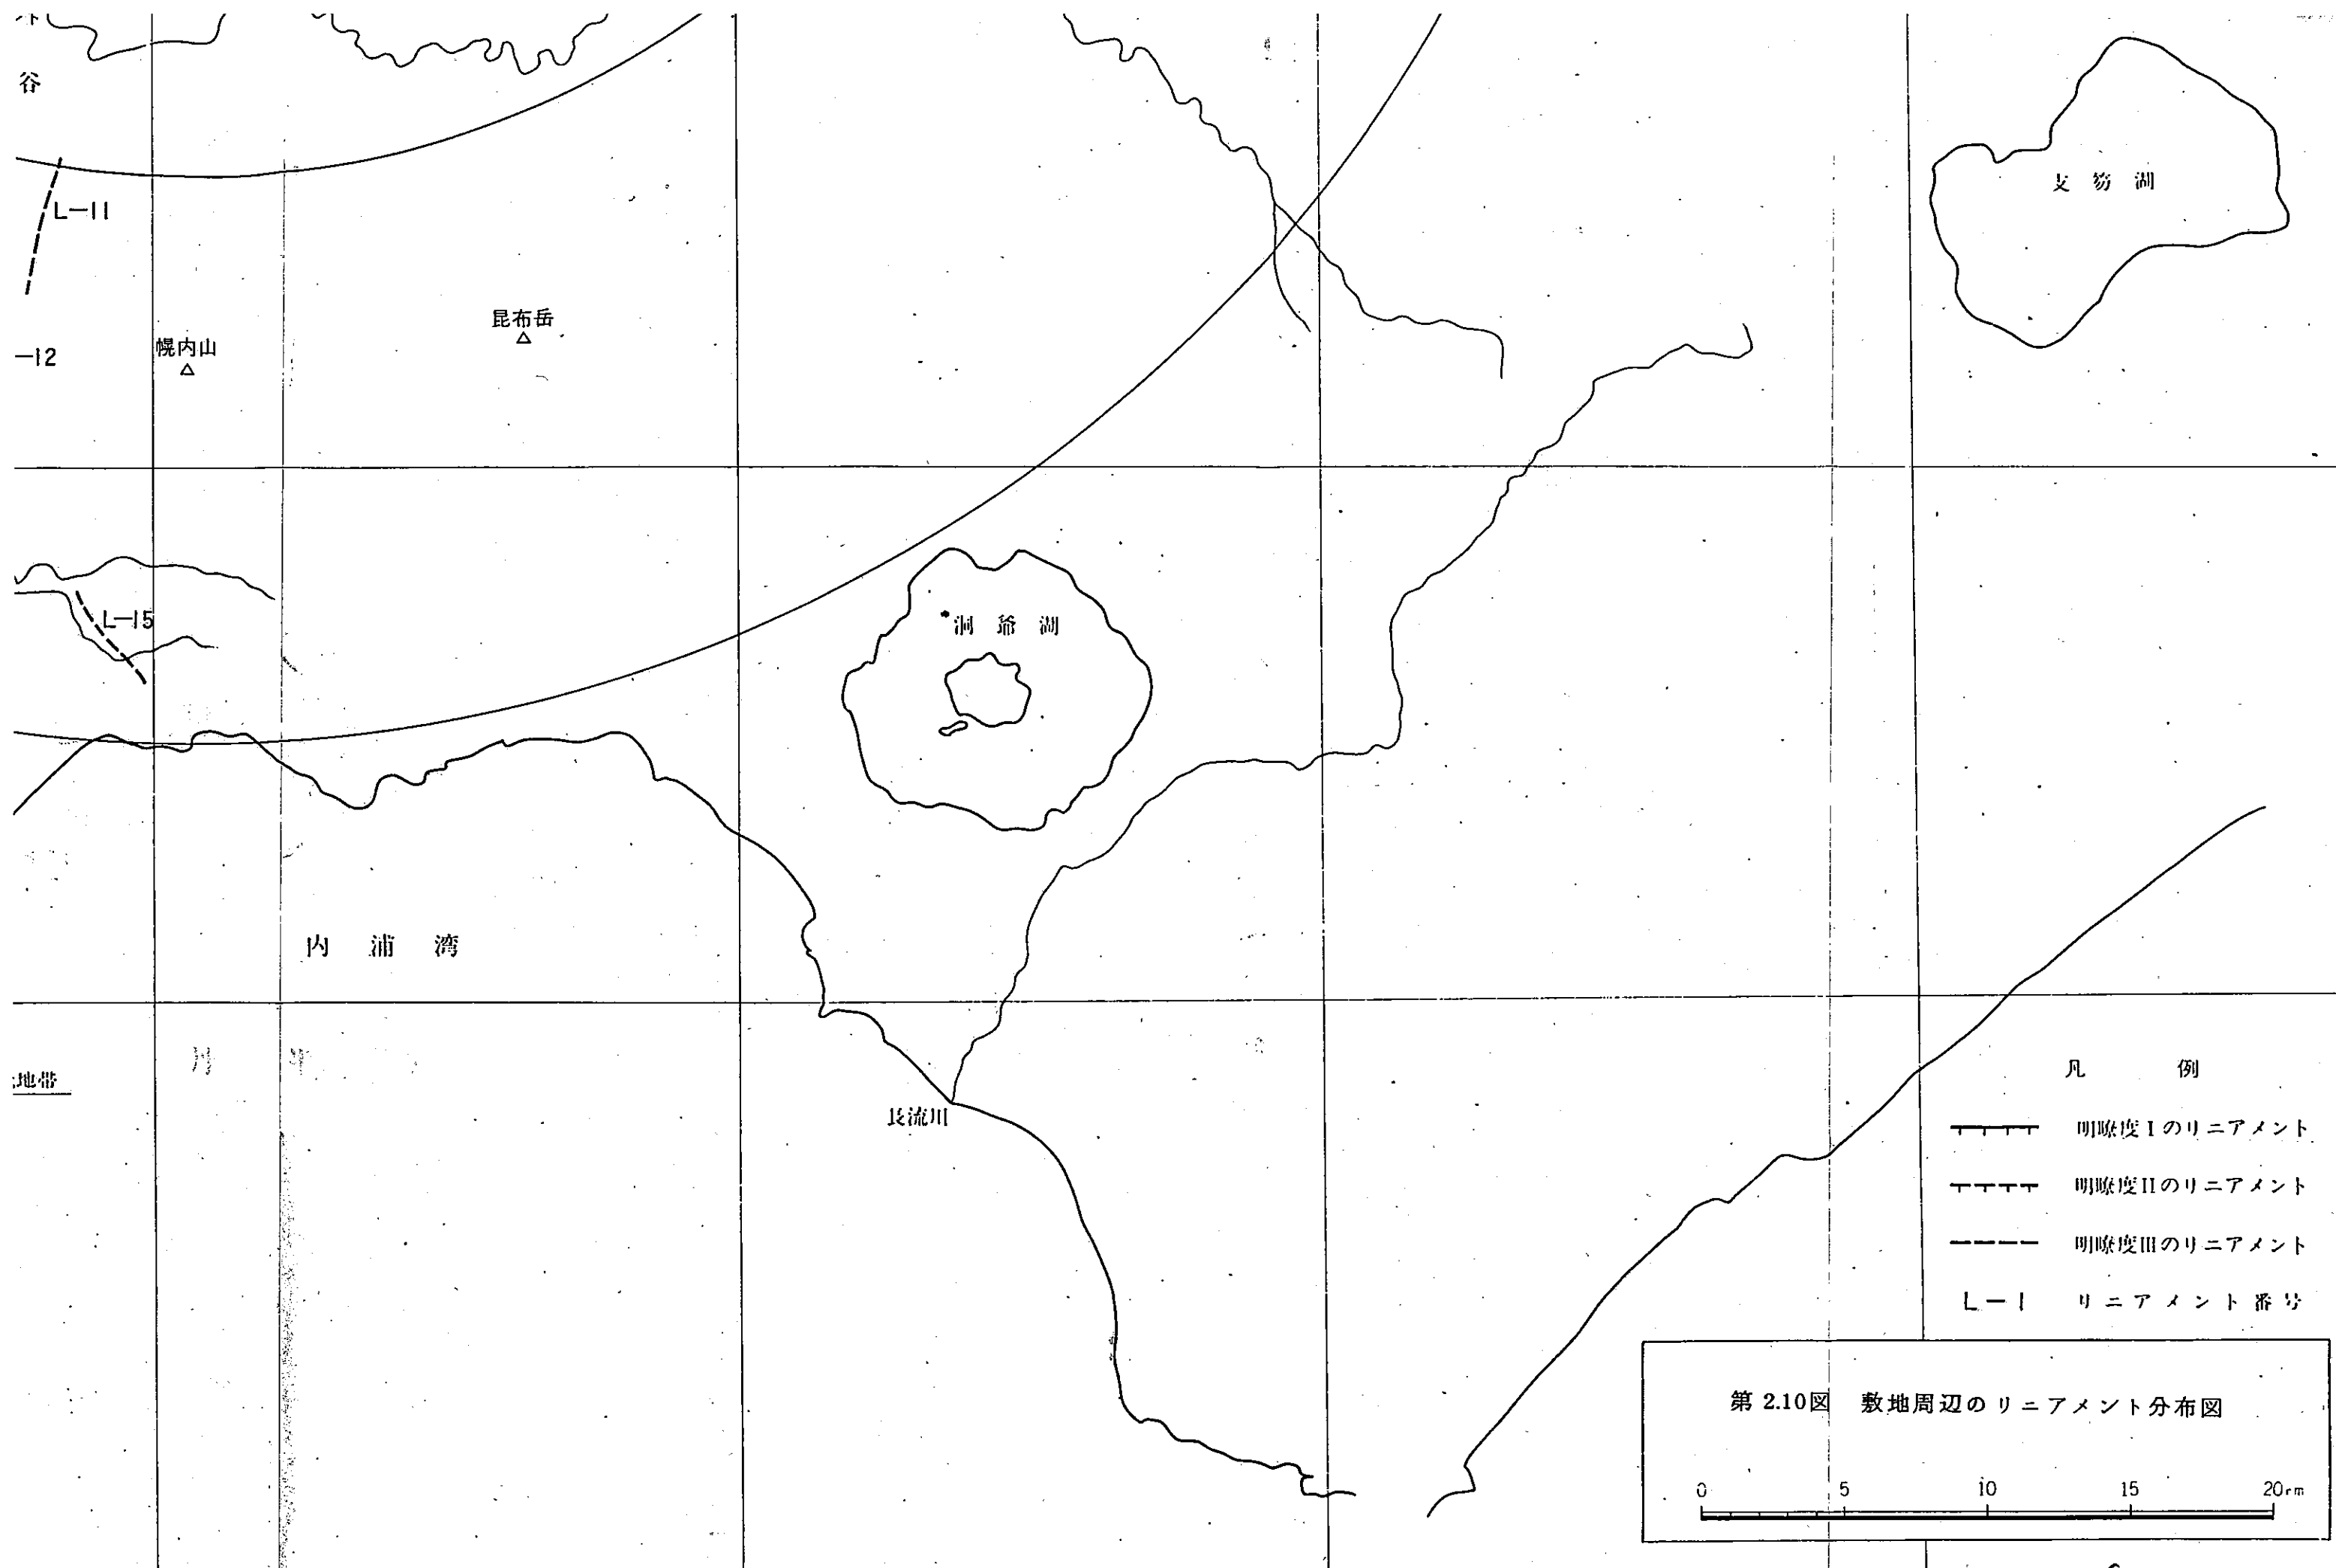 谷
L-11
昆布岳
幌内山
-12
支笏湖
L-15
洞爺湖
内浦湾
地帯
長流川
凡例
明瞭度Iのリニアメント
明瞭度IIのリニアメント
明瞭度IIIのリニアメント
L-1 リニアメント番号
第2.10図 敷地周辺のリニアメント分布図
0 5 10 15 20km